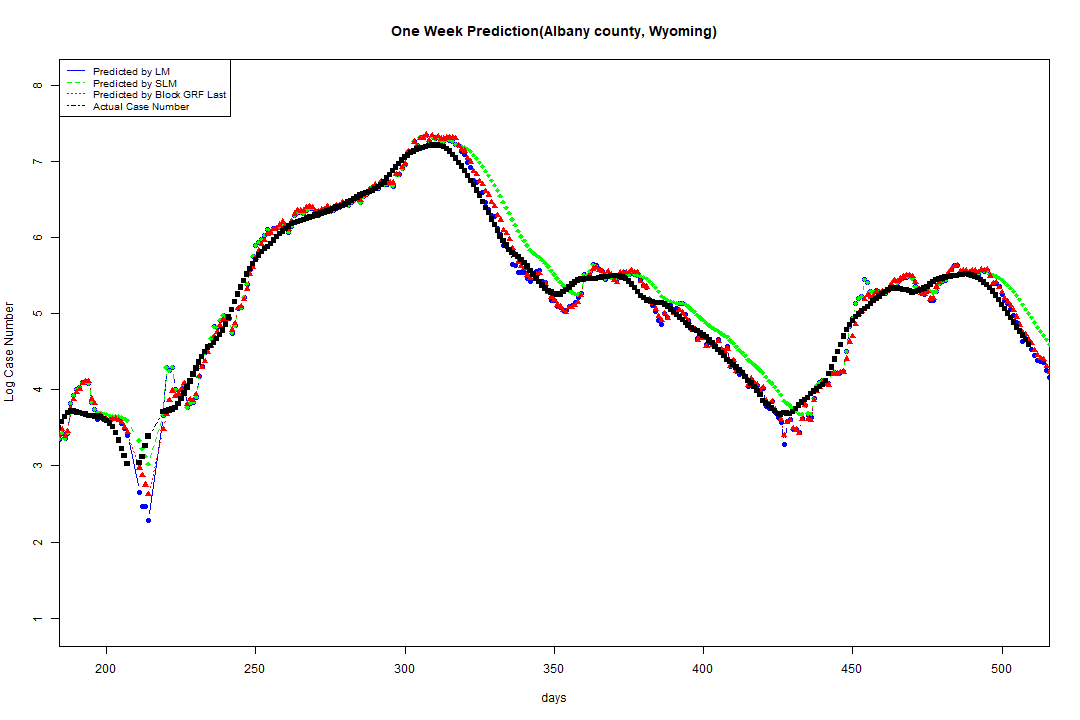 One Week Prediction(Albany county, Wyoming)
Predicted by LM
Predicted by SLM
Predicted by Block GRF Last
Actual Case Number
8
7
6
5
4
3
2
1
Log Case Number
200 250 300 350 400 450 500
days